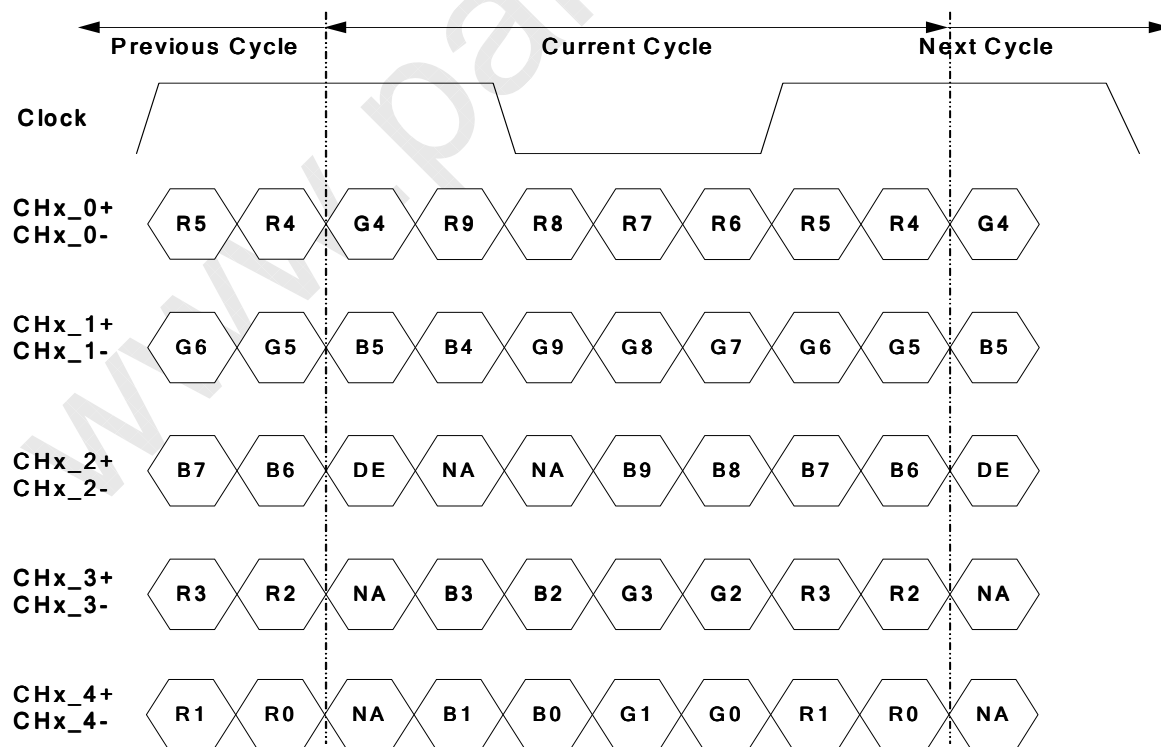 Previous Cycle Current Cycle Next Cycle
Clock
CHx_0+
CHx_0-
R5 R4 G4 R9 R8 R7 R6 R5 R4 G4
CHx_1+
CHx_1-
G6 G5 B5 B4 G9 G8 G7 G6 G5 B5
CHx_2+
CHx_2-
B7 B6 DE NA NA B9 B8 B7 B6 DE
CHx_3+
CHx_3-
R3 R2 NA B3 B2 G3 G2 R3 R2 NA
CHx_4+
CHx_4-
R1 R0 NA B1 B0 G1 G0 R1 R0 NA
www.pa